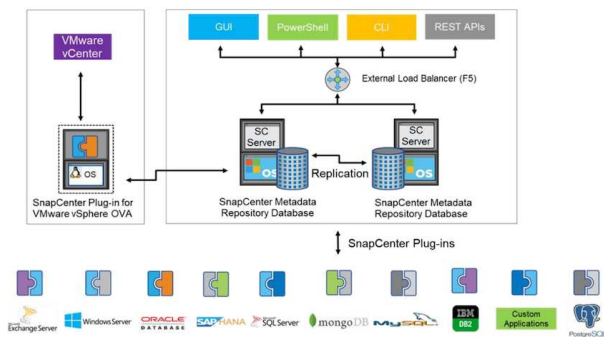 GUI
PowerShell
CLI
REST APIs
VMware
vCenter
External Load Balancer (F5)
SC
Server
SC
Server
OS
OS
OS
Replication
SnapCenter Plug-in for
VMware vSphere OVA
SnapCenter Metadata
Repository Database
SnapCenter Metadata
Repository Database
SnapCenter Plug-ins
Exchange Server
Windows Server
ORACLE
DATABASE
SAP HANA
SQL Server
mongoDB
MySQL
IBM
DB2
Custom
Applications
PostgreSQL